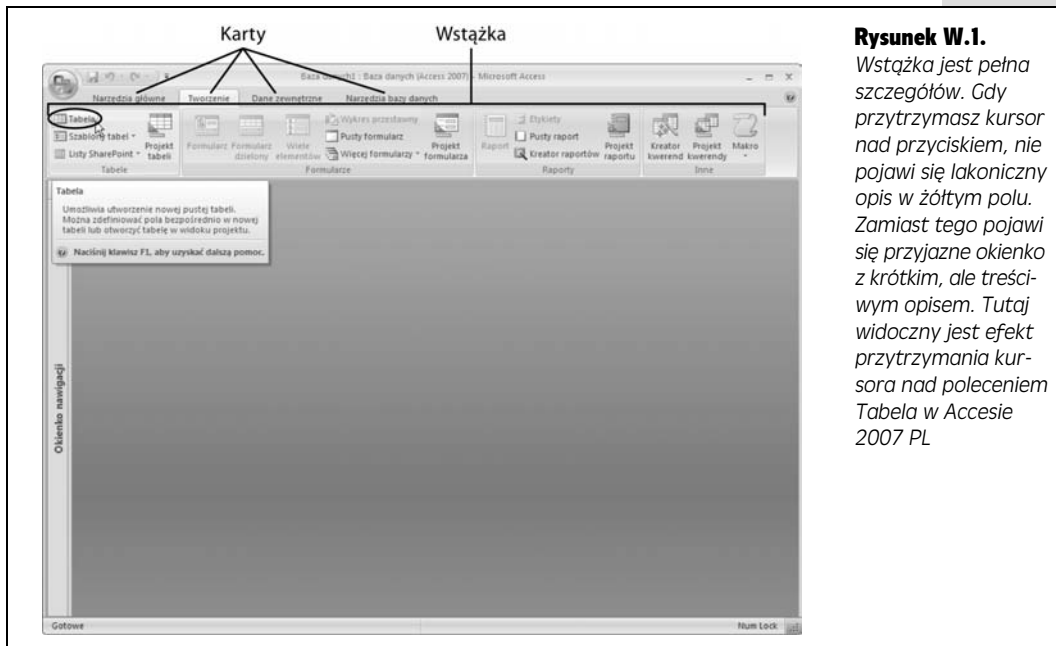 Karty
Wstążka
Baza danych1 : Baza danych (Access 2007) - Microsoft Access
Narzędzia główne
Tworzenie
Dane zewnętrzne
Narzędzia bazy danych
Tabela
Szablony tabel
Listy SharePoint
Projekt
tabeli
Tabele
Formularz
Formularz
dzielony
Wiele
elementów
Wykres przestawny
Pusty formularz
Więcej formularzy
Projekt
formularza
Formularze
Raport
Etykiety
Pusty raport
Kreator raportów
Projekt
raportu
Raporty
Kreator
kwerend
Projekt
kwerendy
Makro
Inne
Tabela
Umożliwia utworzenie nowej pustej tabeli.
Można zdefiniować pola bezpośrednio w nowej
tabeli lub otworzyć tabelę w widoku projektu.
Naciśnij klawisz F1, aby uzyskać dalszą pomoc.
Okienko nawigacji
Gotowe
Num Lock
Rysunek W.1.
Wstążka jest pełna
szczegółów. Gdy
przytrzymasz kursor
nad przyciskiem, nie
pojawi się lakoniczny
opis w żółtym polu.
Zamiast tego pojawi
się przyjazne okienko
z krótkim, ale treści-
wym opisem. Tutaj
widoczny jest efekt
przytrzymania kur-
sora nad poleceniem
Tabela w Accesie
2007 PL